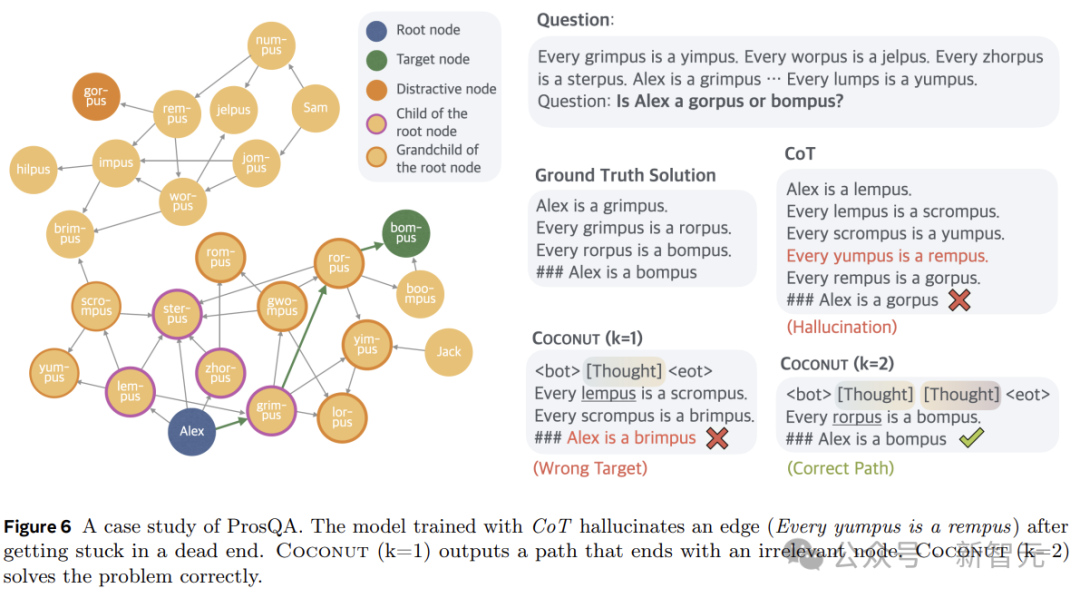 num-
pus
gor-
pus
rem-
pus
jelpus
Sam
hilpus
impus
jom-
pus
wor-
pus
brim-
pus
bom-
pus
rom-
pus
ror-
pus
boo-
mpus
scro-
mpus
ster-
pus
gwo-
mpus
yim-
pus
Jack
yum-
pus
lem-
pus
zhor-
pus
grim-
pus
lor-
pus
Alex
Root node
Target node
Distractive node
Child of the
root node
Grandchild of
the root node
Question:
Every grimpus is a yimpus. Every worpus is a jelpus. Every zhorpus
is a sterpus. Alex is a grimpus ··· Every lumps is a yumpus.
Question: Is Alex a gorpus or bompus?
Ground Truth Solution
Alex is a grimpus.
Every grimpus is a rorpus.
Every rorpus is a bompus.
### Alex is a bompus
CoT
Alex is a lempus.
Every lempus is a scrompus.
Every scrompus is a yumpus.
Every yumpus is a rempus.
Every rempus is a gorpus.
### Alex is a gorpus
(Hallucination)
COCONUT (k=1)
<bot> [Thought] <eot>
Every lempus is a scrompus.
Every scrompus is a brimpus.
### Alex is a brimpus
(Wrong Target)
COCONUT (k=2)
<bot> [Thought] [Thought] <eot>
Every rorpus is a bompus.
### Alex is a bompus
(Correct Path)
Figure 6 A case study of ProsQA. The model trained with CoT hallucinates an edge (Every yumpus is a rempus) after
getting stuck in a dead end. COCONUT (k=1) outputs a path that ends with an irrelevant node. COCONUT (k=2)
solves the problem correctly.
公众号 · 新智元